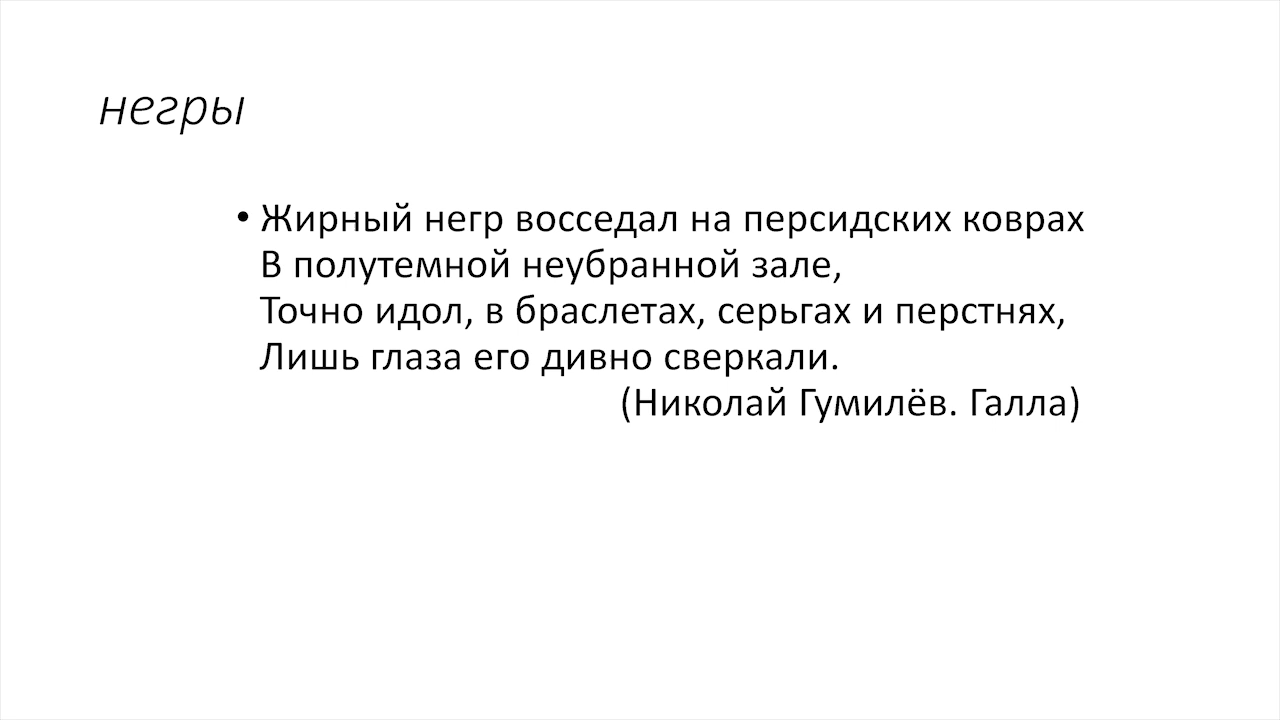 негры
• Жирный негр восседал на персидских коврах
В полутемной неубранной зале,
Точно идол, в браслетах, серьгах и перстнях,
Лишь глаза его дивно сверкали.
(Николай Гумилёв. Галла)